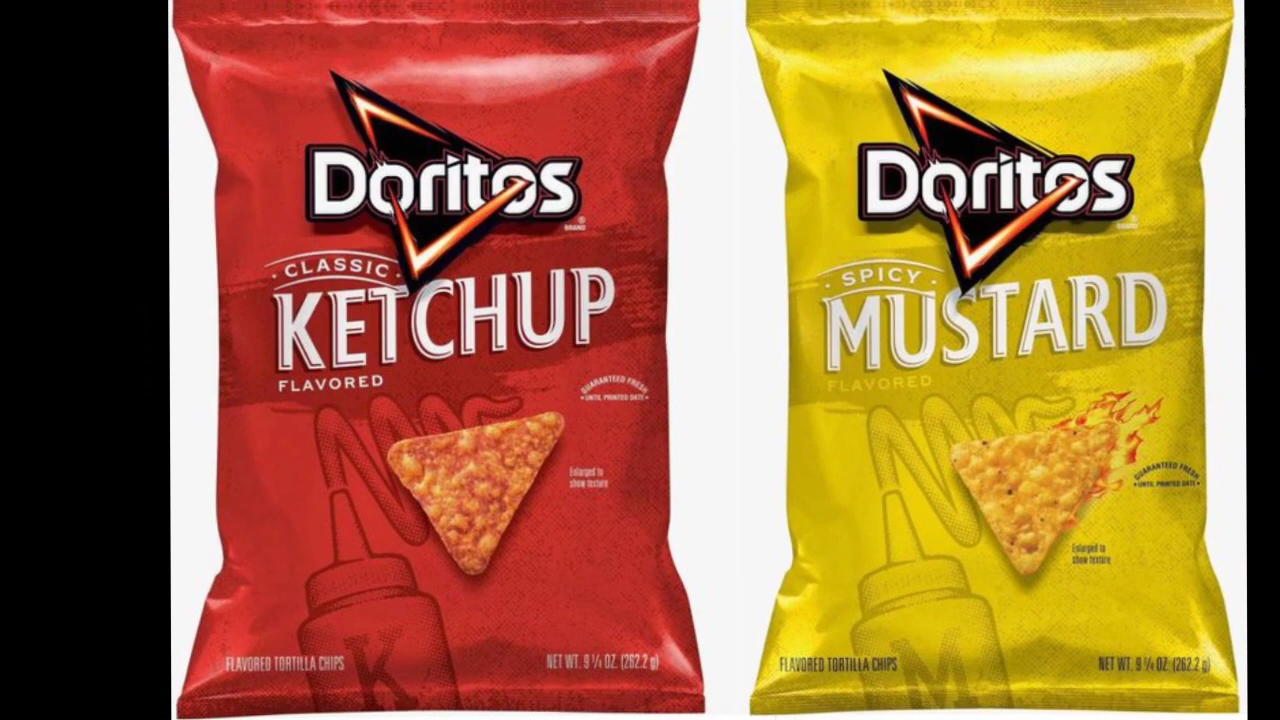 Doritos
®
BRAND
CLASSIC
KETCHUP
FLAVORED
GUARANTEED FRESH
UNTIL PRINTED DATE
Enlarged to
show texture
K
FLAVORED TORTILLA CHIPS
NET WT. 9 ¼ OZ. (262.2 g)
Doritos
®
BRAND
SPICY
MUSTARD
FLAVORED
GUARANTEED FRESH
UNTIL PRINTED DATE
Enlarged to
show texture
M
FLAVORED TORTILLA CHIPS
NET WT. 9 ¼ OZ. (262.2 g)